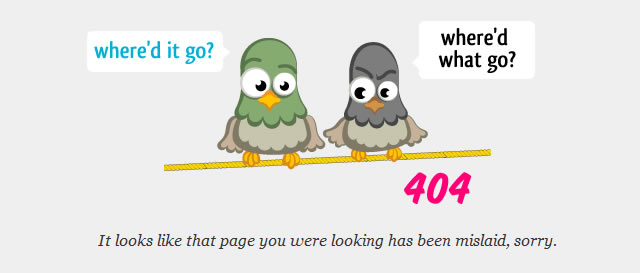 where'd it go?
where'd
what go?
404
It looks like that page you were looking has been mislaid, sorry.